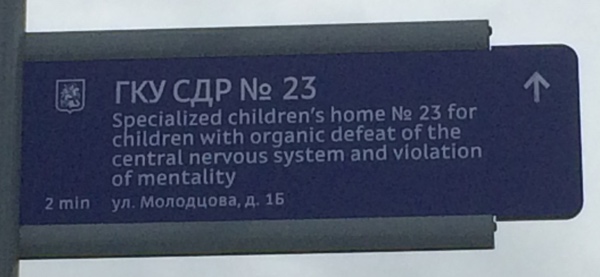 ГКУ СДР № 23
Specialized children's home № 23 for
children with organic defeat of the
central nervous system and violation
of mentality
2 min ул. Молодцова, д. 1Б